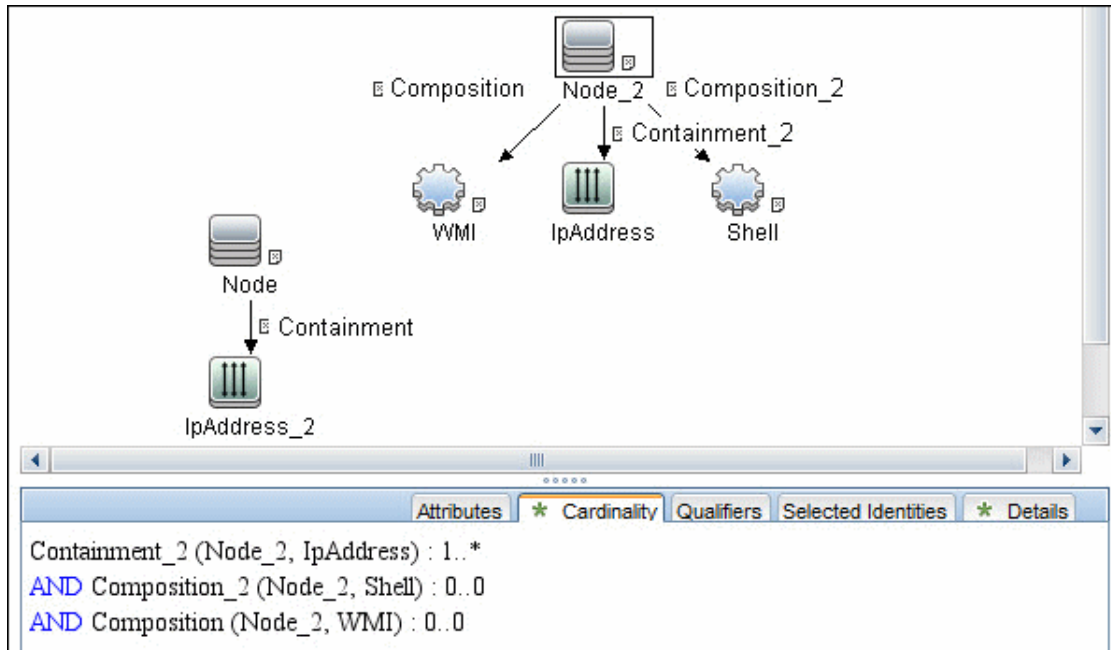 Composition
Node_2
Composition_2
Containment_2
WMI
IpAddress
Shell
Node
Containment
IpAddress_2
Attributes
* Cardinality
Qualifiers
Selected Identities
* Details
Containment_2 (Node_2, IpAddress) : 1..*
AND Composition_2 (Node_2, Shell) : 0..0
AND Composition (Node_2, WMI) : 0..0